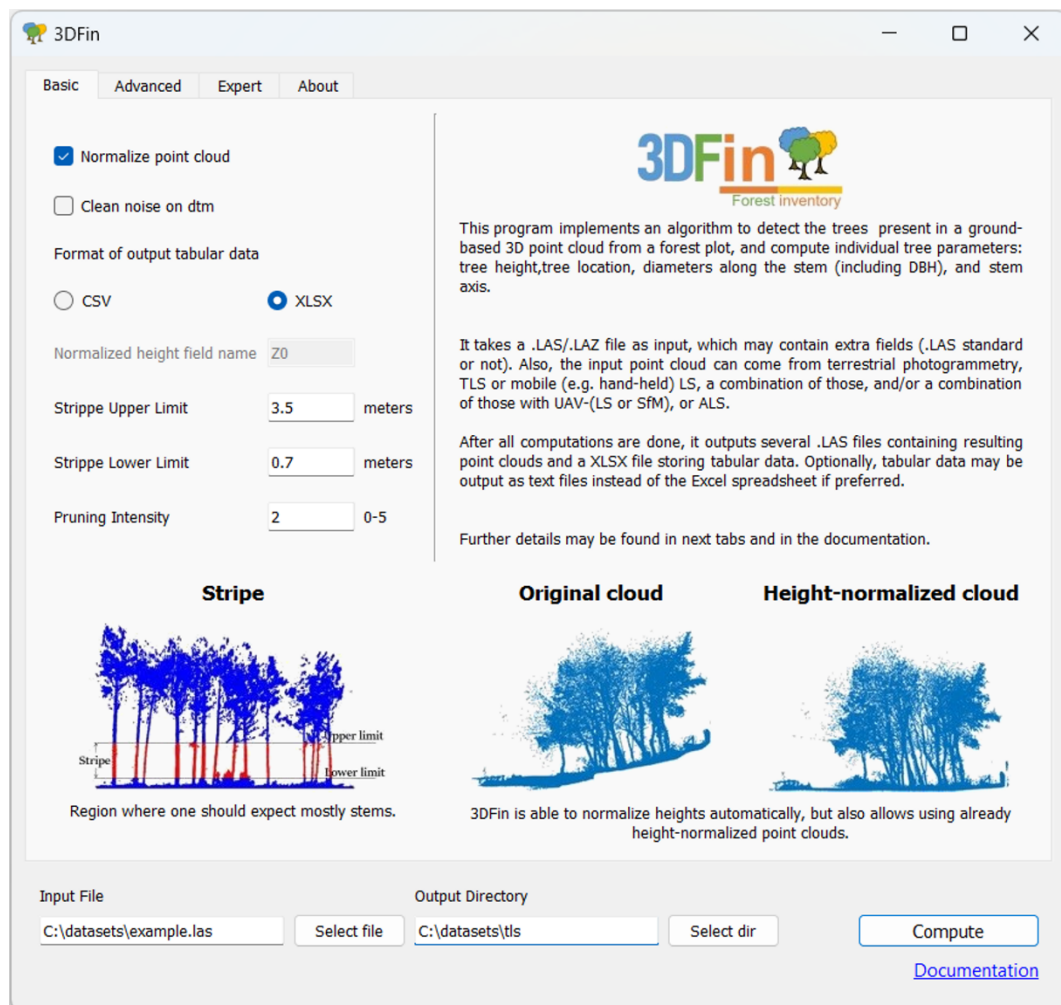 3DFin
Basic Advanced Expert About
Normalize point cloud
Clean noise on dtm
Format of output tabular data
CSV XLSX
Normalized height field name Z0
Strippe Upper Limit 3.5 meters
Strippe Lower Limit 0.7 meters
Pruning Intensity 2 0-5
3DFin
Forest inventory
This program implements an algorithm to detect the trees present in a ground-
based 3D point cloud from a forest plot, and compute individual tree parameters:
tree height,tree location, diameters along the stem (including DBH), and stem
axis.
It takes a .LAS/.LAZ file as input, which may contain extra fields (.LAS standard
or not). Also, the input point cloud can come from terrestrial photogrammetry,
TLS or mobile (e.g. hand-held) LS, a combination of those, and/or a combination
of those with UAV-(LS or SfM), or ALS.
After all computations are done, it outputs several .LAS files containing resulting
point clouds and a XLSX file storing tabular data. Optionally, tabular data may be
output as text files instead of the Excel spreadsheet if preferred.
Further details may be found in next tabs and in the documentation.
Stripe
Upper limit
Stripe
Lower limit
Region where one should expect mostly stems.
Original cloud Height-normalized cloud
3DFin is able to normalize heights automatically, but also allows using already
height-normalized point clouds.
Input File Output Directory
C:\datasets\example.las Select file C:\datasets\tls Select dir Compute
Documentation